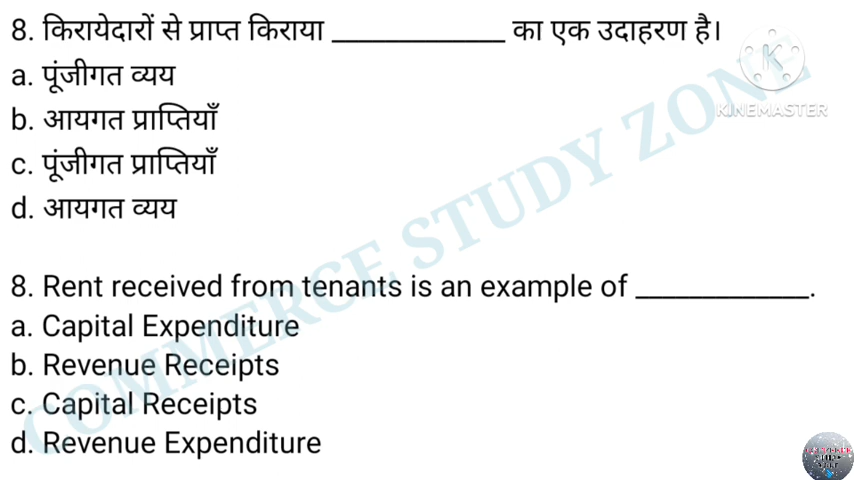 8. किरायेदारों से प्राप्त किराया ____________ का एक उदाहरण है।
a. पूंजीगत व्यय
b. आयगत प्राप्तियाँ
c. पूंजीगत प्राप्तियाँ
d. आयगत व्यय
8. Rent received from tenants is an example of ____________.
a. Capital Expenditure
b. Revenue Receipts
c. Capital Receipts
d. Revenue Expenditure
COMMERCE STUDY ZONE
K
KINEMASTER